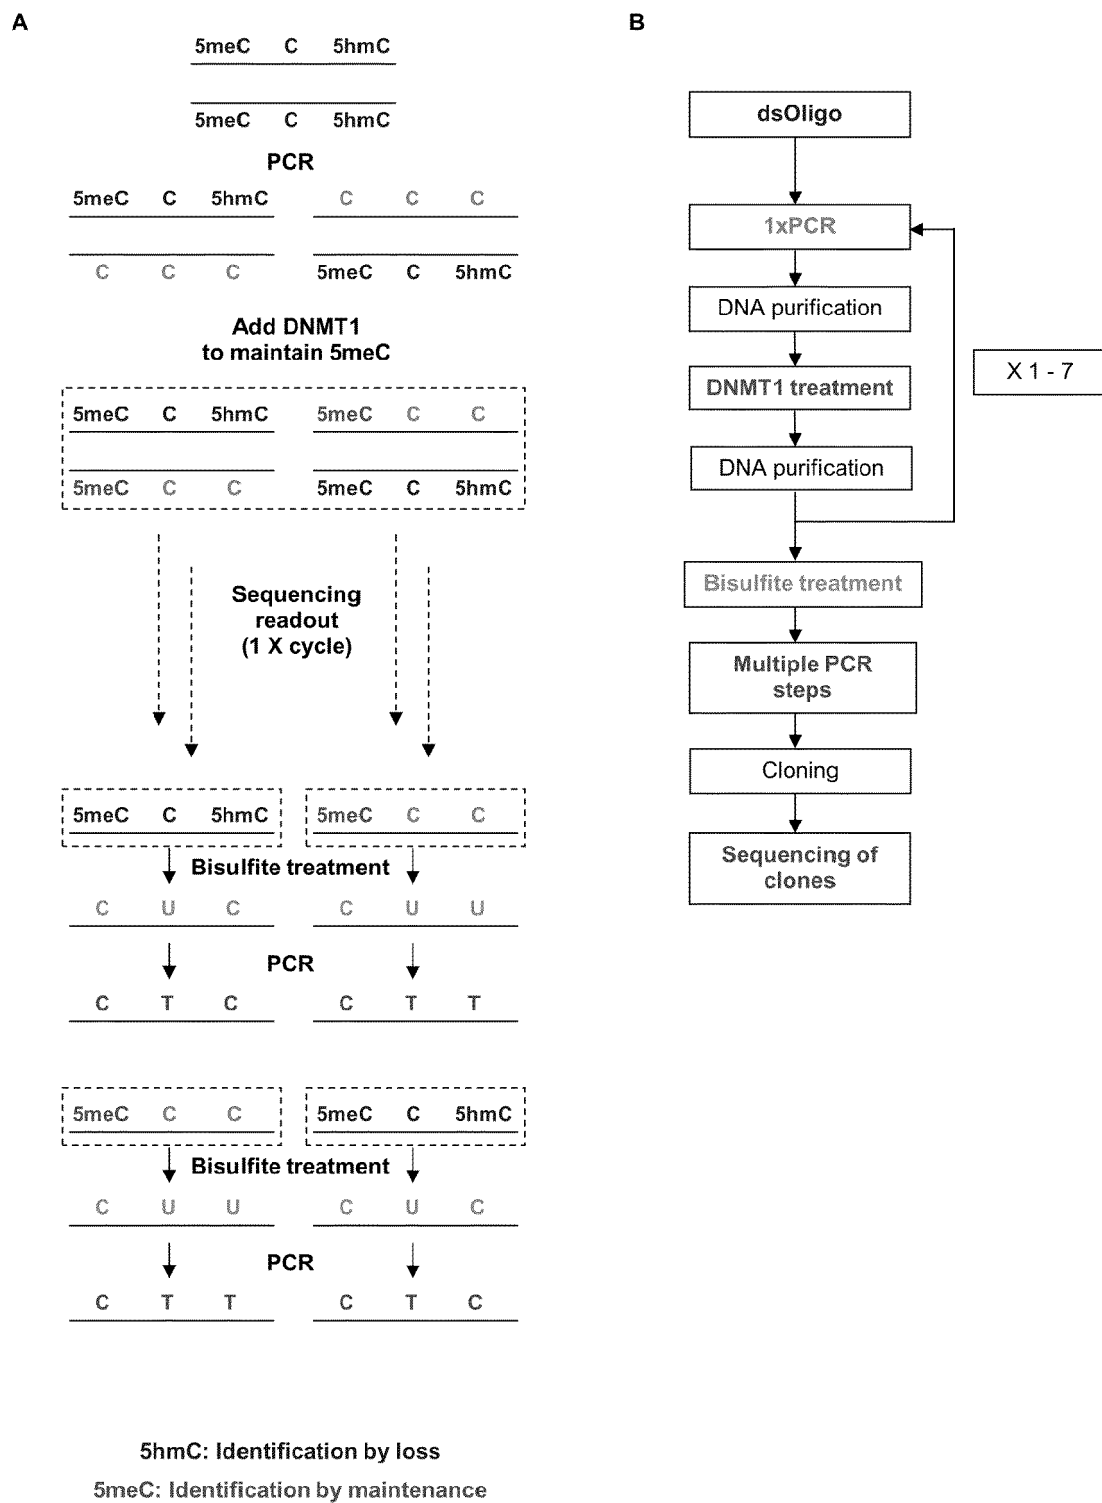 A
5meC C 5hmC
5meC C 5hmC
PCR
5meC C 5hmC C C C
C C C 5meC C 5hmC
Add DNMT1
to maintain 5meC
5meC C 5hmC 5meC C C
5meC C C 5meC C 5hmC
Sequencing
readout
(1 X cycle)
5meC C 5hmC 5meC C C
Bisulfite treatment
C U C C U U
PCR
C T C C T T
5meC C C 5meC C 5hmC
Bisulfite treatment
C U U C U C
PCR
C T T C T C
5hmC: Identification by loss
5meC: Identification by maintenance
B
dsOligo
1xPCR
DNA purification
DNMT1 treatment
DNA purification
X 1 - 7
Bisulfite treatment
Multiple PCR
steps
Cloning
Sequencing of
clones